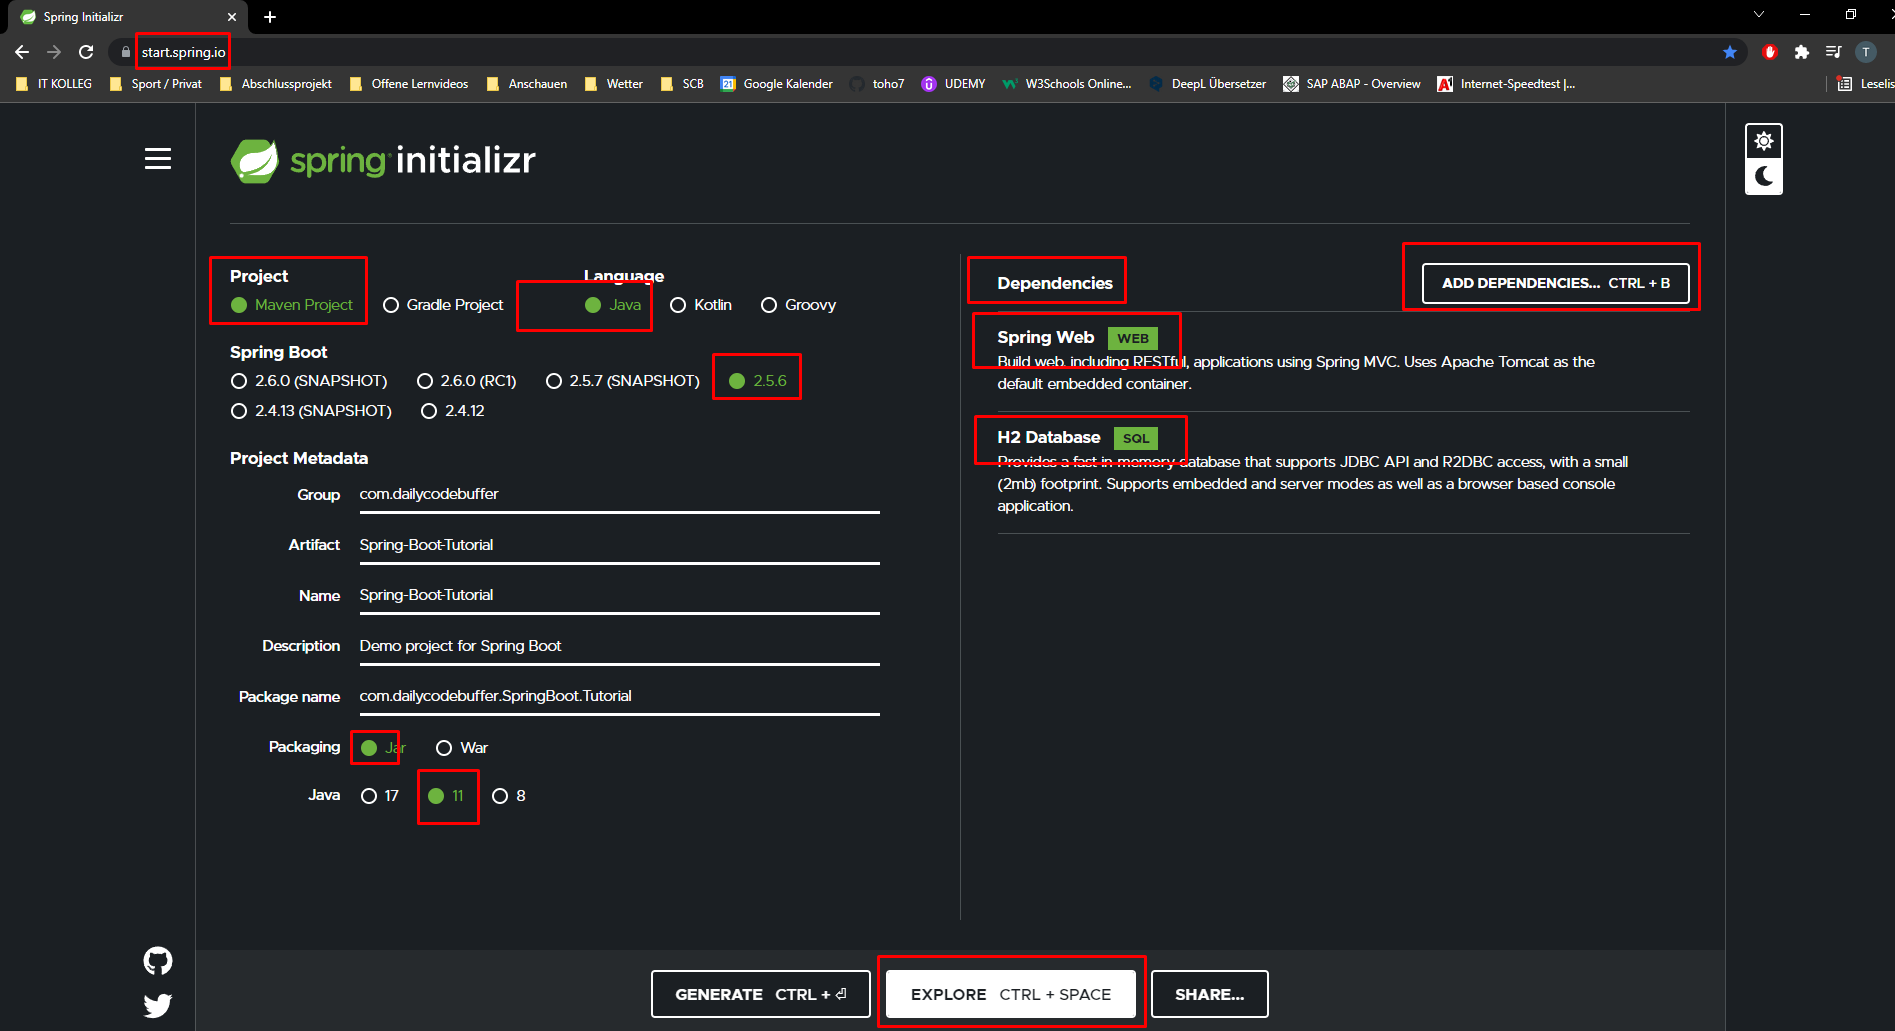 Spring Initializr
start.spring.io
IT KOLLEG Sport / Privat Abschlussprojekt Offene Lernvideos Anschauen Wetter SCB 21 Google Kalender toho7 UDEMY W3Schools Online... DeepL Übersetzer SAP ABAP - Overview Internet-Speedtest |... Leselis
T
spring initializr
Project
Maven Project Gradle Project
Language
Java Kotlin Groovy
Spring Boot
2.6.0 (SNAPSHOT) 2.6.0 (RC1) 2.5.7 (SNAPSHOT) 2.5.6
2.4.13 (SNAPSHOT) 2.4.12
Project Metadata
Group com.dailycodebuffer
Artifact Spring-Boot-Tutorial
Name Spring-Boot-Tutorial
Description Demo project for Spring Boot
Package name com.dailycodebuffer.SpringBoot.Tutorial
Packaging Jar War
Java 17 11 8
Dependencies
ADD DEPENDENCIES... CTRL + B
Spring Web WEB
Build web, including RESTful, applications using Spring MVC. Uses Apache Tomcat as the
default embedded container.
H2 Database SQL
Provides a fast in-memory database that supports JDBC API and R2DBC access, with a small
(2mb) footprint. Supports embedded and server modes as well as a browser based console
application.
GENERATE CTRL + ⏎
EXPLORE CTRL + SPACE
SHARE...